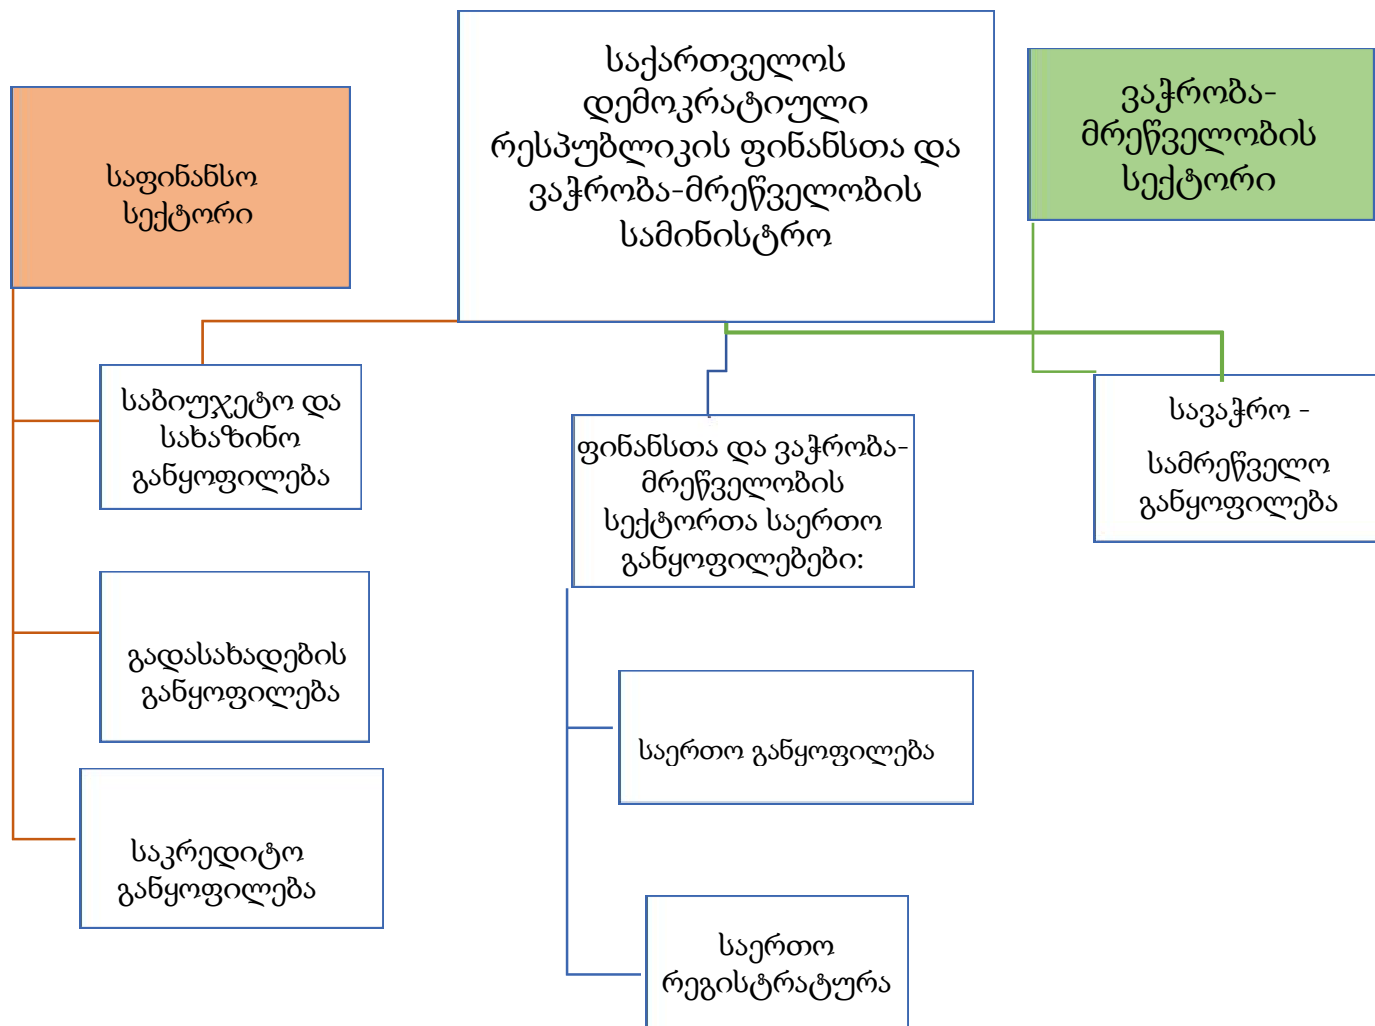 საქართველოს
დემოკრატიული
რესპუბლიკის ფინანსთა და
ვაჭრობა-მრეწველობის
სამინისტრო
საფინანსო
სექტორი
ვაჭრობა-
მრეწველობის
სექტორი
საბიუჯეტო და
სახაზინო
განყოფილება
გადასახადების
განყოფილება
საკრედიტო
განყოფილება
ფინანსთა და ვაჭრობა-
მრეწველობის
სექტორთა საერთო
განყოფილებები:
საერთო განყოფილება
საერთო
რეგისტრატურა
სავაჭრო -
სამრეწველო
განყოფილება